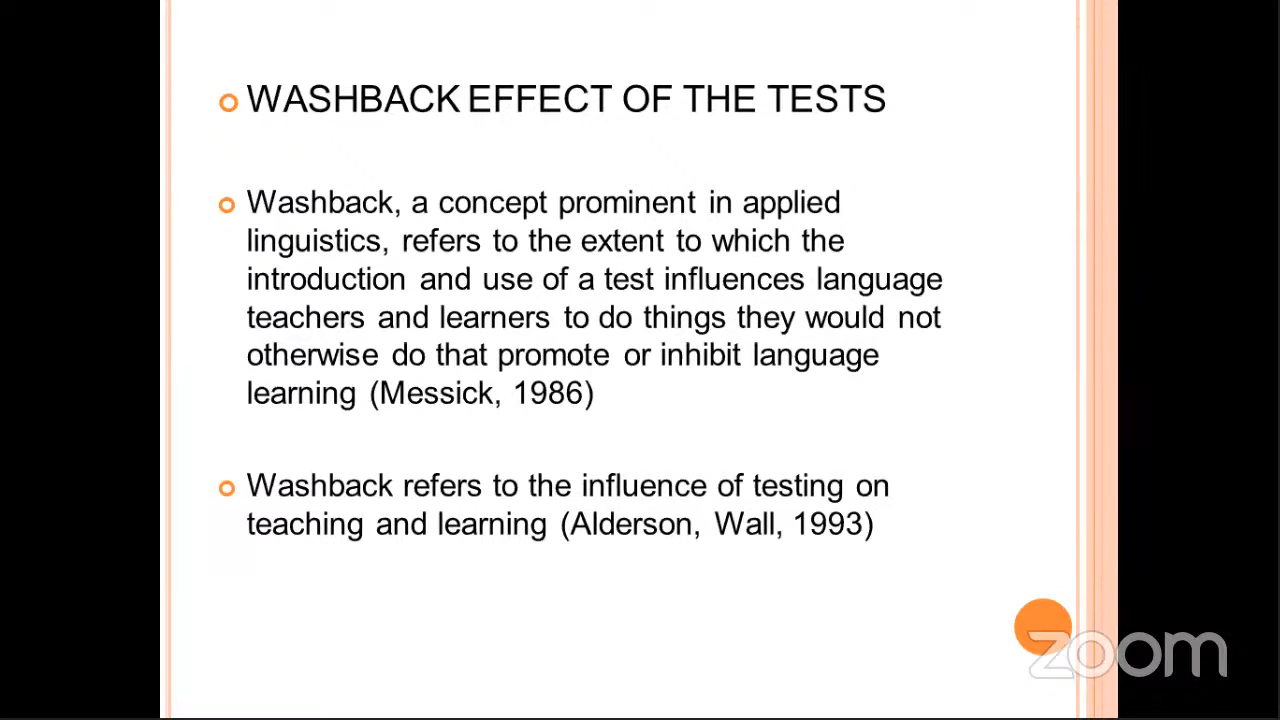 WASHBACK EFFECT OF THE TESTS
Washback, a concept prominent in applied
linguistics, refers to the extent to which the
introduction and use of a test influences language
teachers and learners to do things they would not
otherwise do that promote or inhibit language
learning (Messick, 1986)
Washback refers to the influence of testing on
teaching and learning (Alderson, Wall, 1993)
zoom